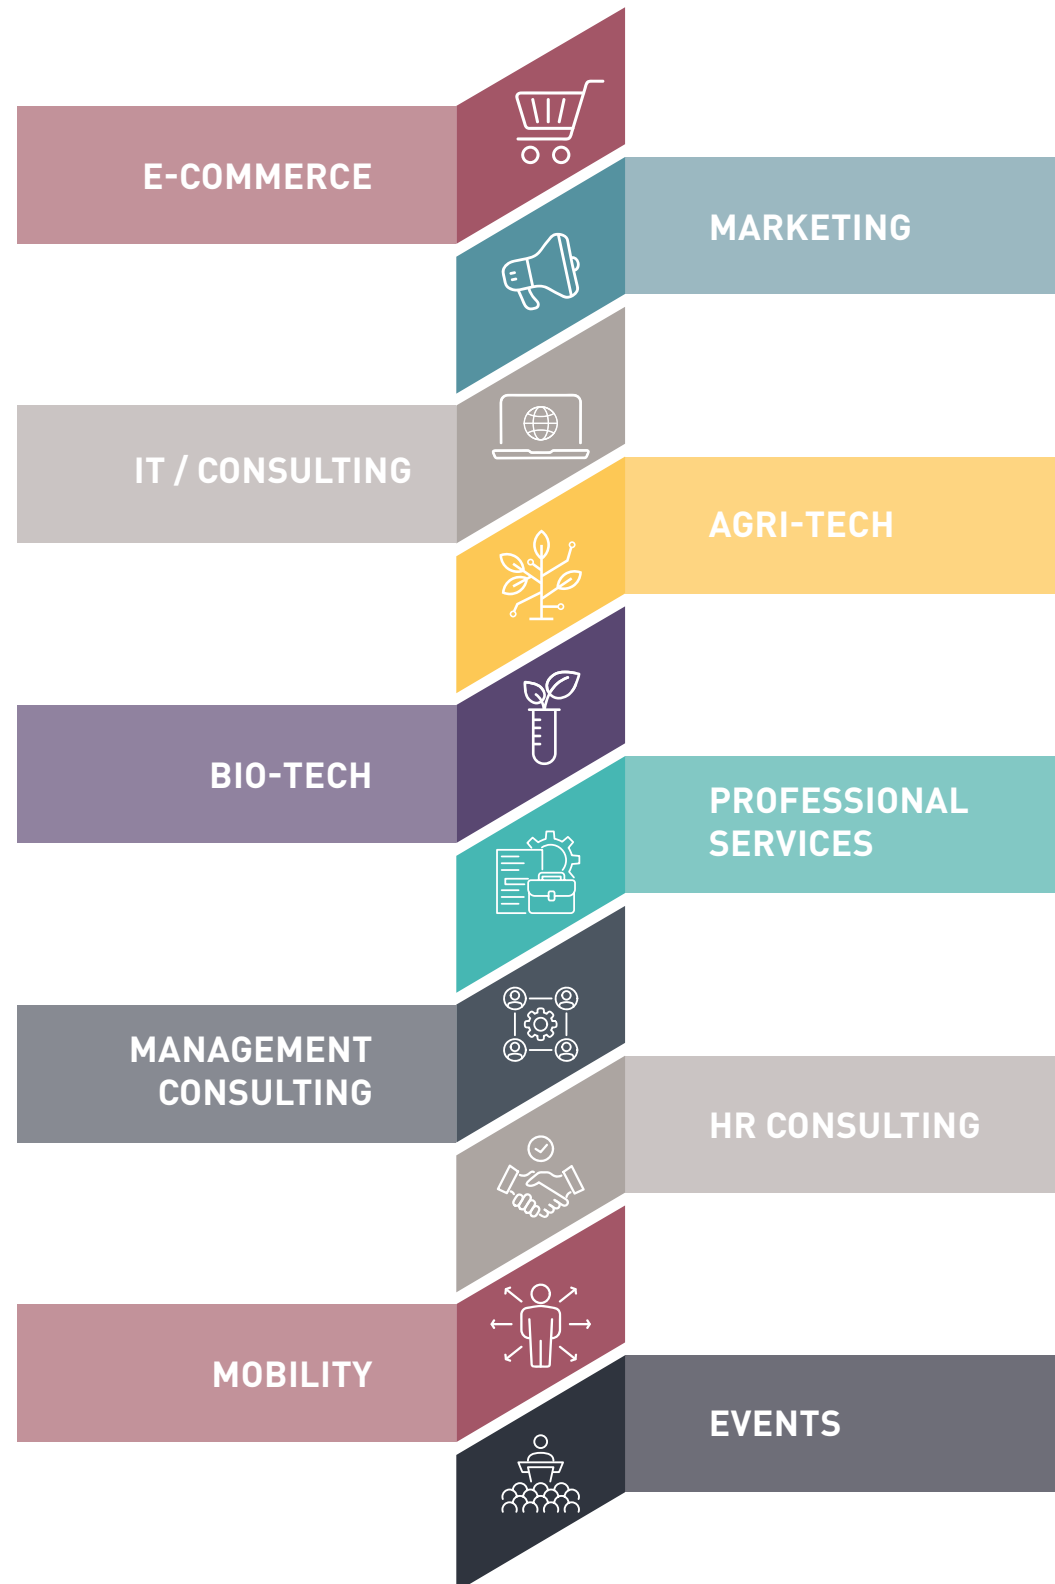 E-COMMERCE
MARKETING
IT / CONSULTING
AGRI-TECH
BIO-TECH
PROFESSIONAL
SERVICES
MANAGEMENT
CONSULTING
HR CONSULTING
MOBILITY
EVENTS